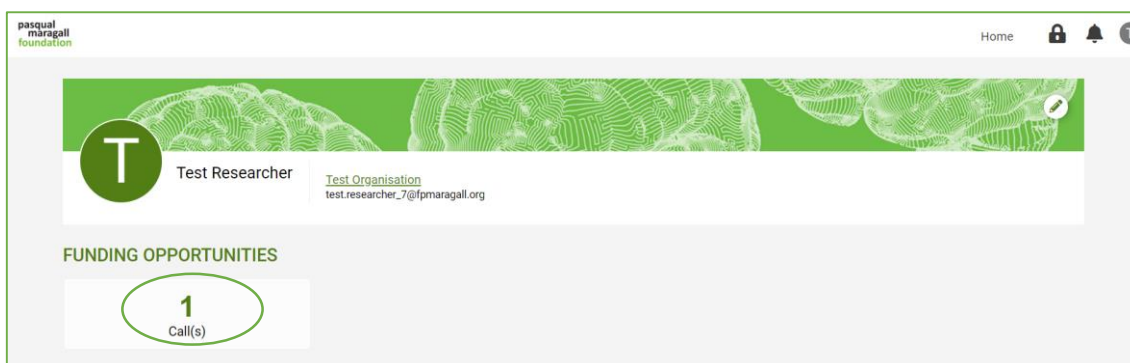 pasqual
maragall
foundation
Home
T
Test Researcher
Test Organisation
test.researcher_7@fpmaragall.org
FUNDING OPPORTUNITIES
1
Call(s)